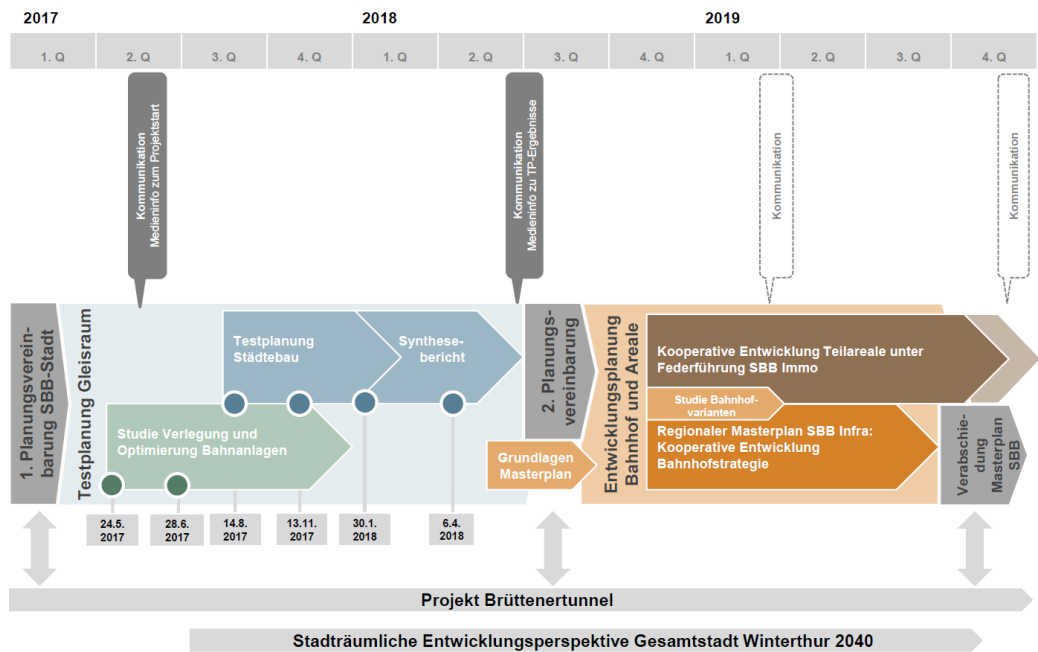 2017
2018
2019
1. Q
2. Q
3. Q
4. Q
1. Q
2. Q
3. Q
4. Q
1. Q
2. Q
3. Q
4. Q
Kommunikation
Medieninfo zum Projektstart
Kommunikation
Medieninfo zu TP-Ergebnisse
Kommunikation
Kommunikation
1. Planungsverein-
barung SBB-Stadt
Testplanung Gleisraum
Testplanung
Städtebau
Synthese-
bericht
Studie Verlegung und
Optimierung Bahnanlagen
2. Planungs-
vereinbarung
Grundlagen
Masterplan
Entwicklungsplanung
Bahnhof und Areale
Kooperative Entwicklung Teilareale unter
Federführung SBB Immo
Studie Bahnhof-
varianten
Regionaler Masterplan SBB Infra:
Kooperative Entwicklung
Bahnhofstrategie
Verabschie-
dung
Masterplan
SBB
24.5.
2017
28.6.
2017
14.8.
2017
13.11.
2017
30.1.
2018
6.4.
2018
Projekt Brüttenertunnel
Stadträumliche Entwicklungsperspektive Gesamtstadt Winterthur 2040